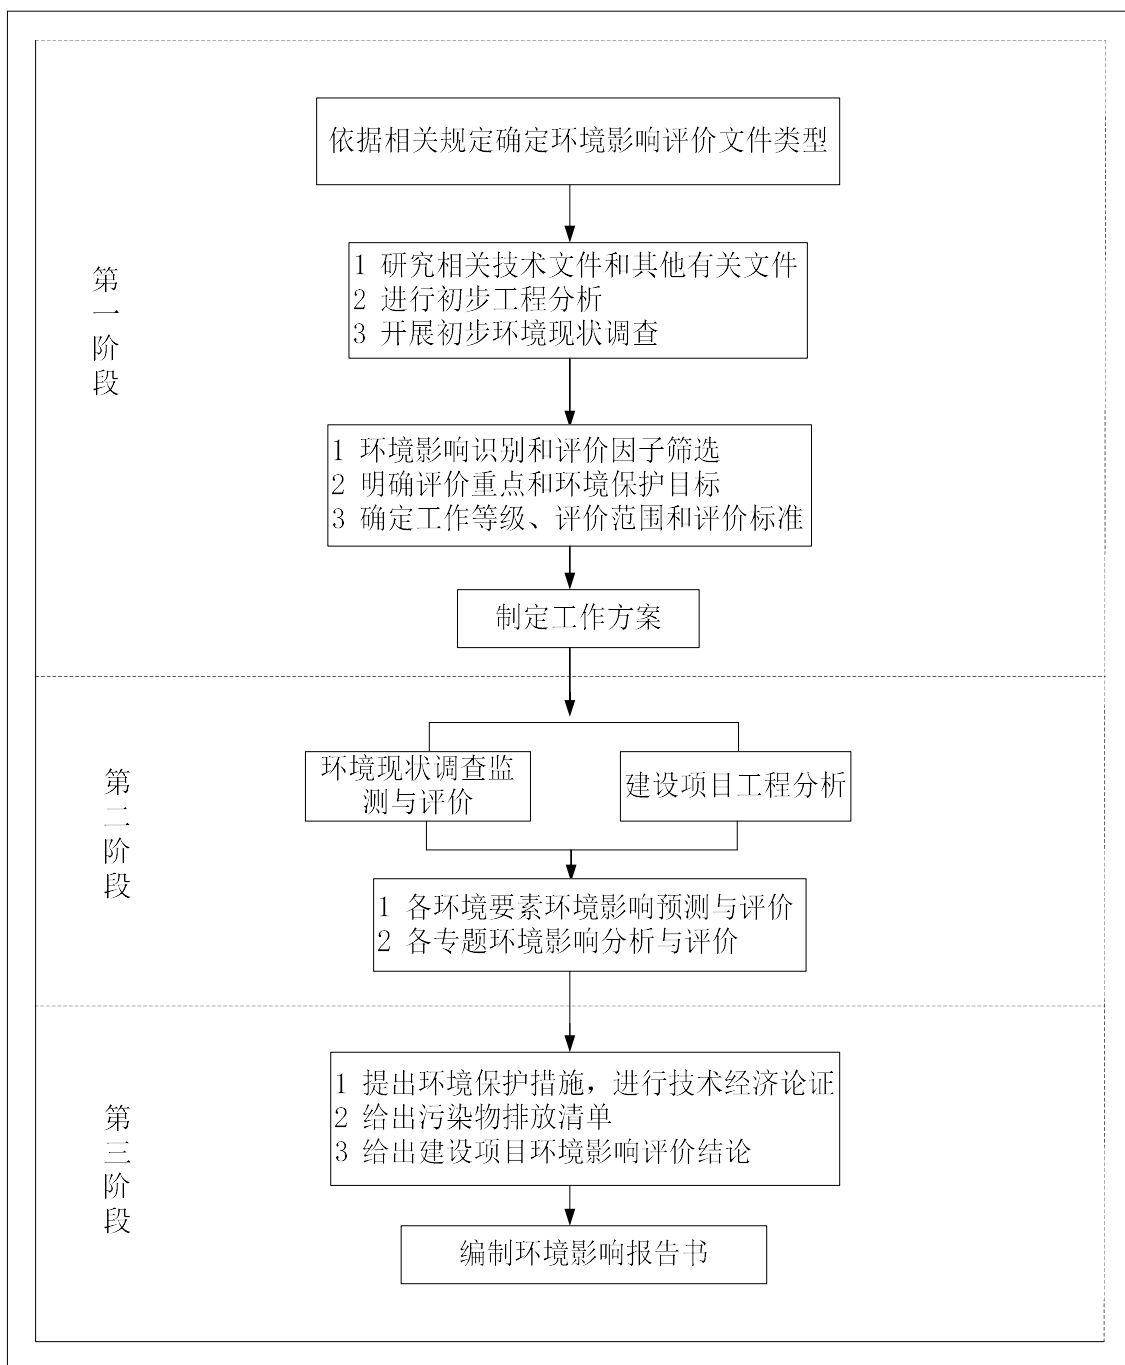 依据相关规定确定环境影响评价文件类型
第一阶段
1 研究相关技术文件和其他有关文件
2 进行初步工程分析
3 开展初步环境现状调查
1 环境影响识别和评价因子筛选
2 明确评价重点和环境保护目标
3 确定工作等级、评价范围和评价标准
制定工作方案
第二阶段
环境现状调查监
测与评价
建设项目工程分析
1 各环境要素环境影响预测与评价
2 各专题环境影响分析与评价
第三阶段
1 提出环境保护措施，进行技术经济论证
2 给出污染物排放清单
3 给出建设项目环境影响评价结论
编制环境影响报告书